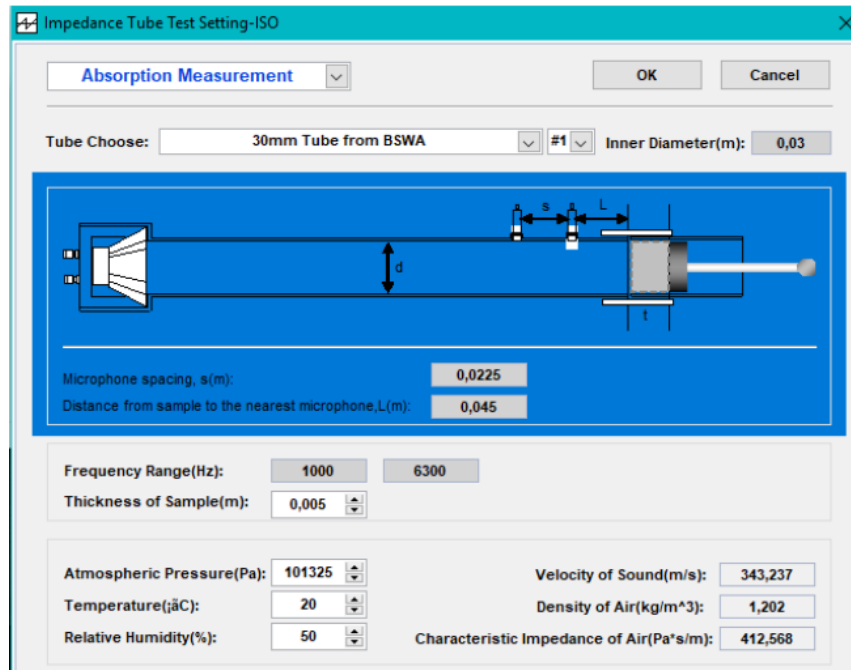 Impedance Tube Test Setting-ISO
Absorption Measurement OK Cancel
Tube Choose: 30mm Tube from BSWA #1 Inner Diameter(m): 0,03
s L
d
t
Microphone spacing, s(m): 0,0225
Distance from sample to the nearest microphone,L(m): 0,045
Frequency Range(Hz): 1000 6300
Thickness of Sample(m): 0,005
Atmospheric Pressure(Pa): 101325 Velocity of Sound(m/s): 343,237
Temperature(¡ãC): 20 Density of Air(kg/m^3): 1,202
Relative Humidity(%): 50 Characteristic Impedance of Air(Pa*s/m): 412,568